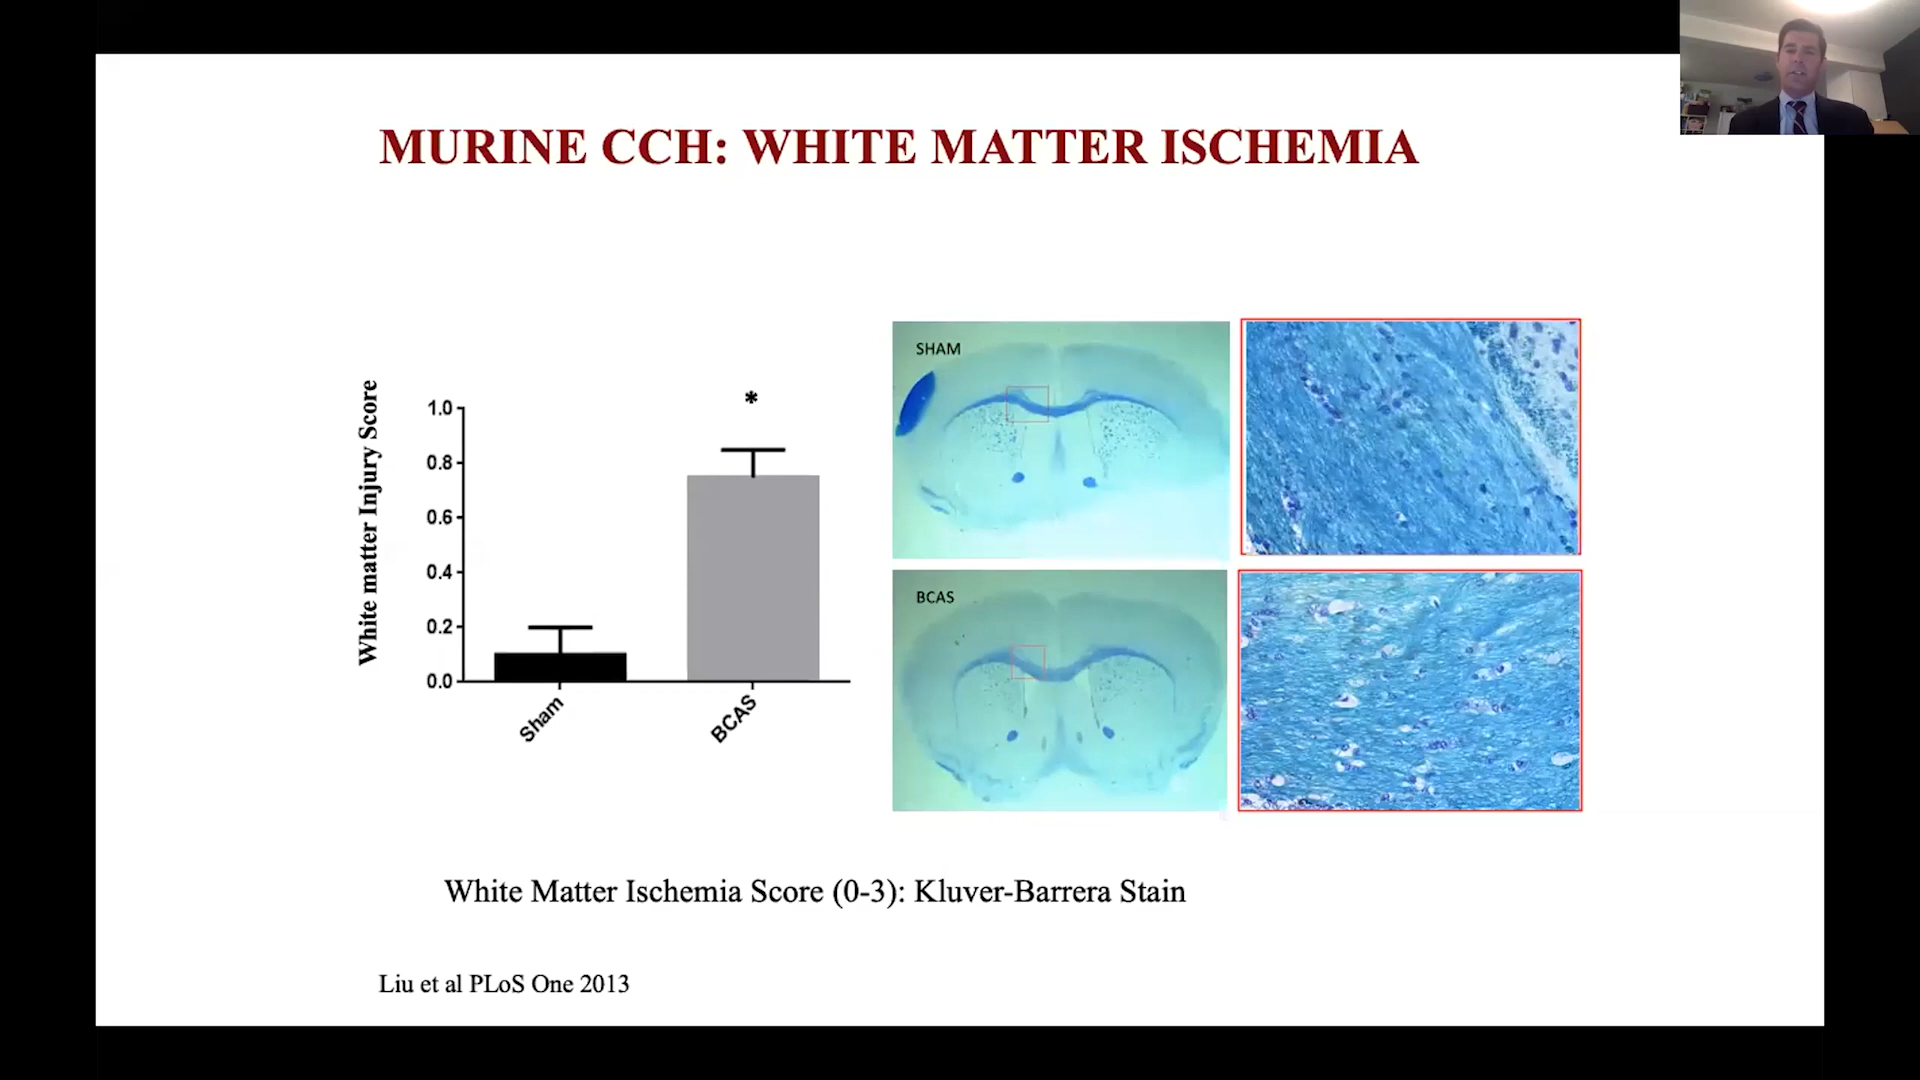 MURINE CCH: WHITE MATTER ISCHEMIA
White matter Injury Score
1.0
0.8
0.6
0.4
0.2
0.0
*
Sham
BCAS
SHAM
BCAS
White Matter Ischemia Score (0-3): Kluver-Barrera Stain
Liu et al PLoS One 2013